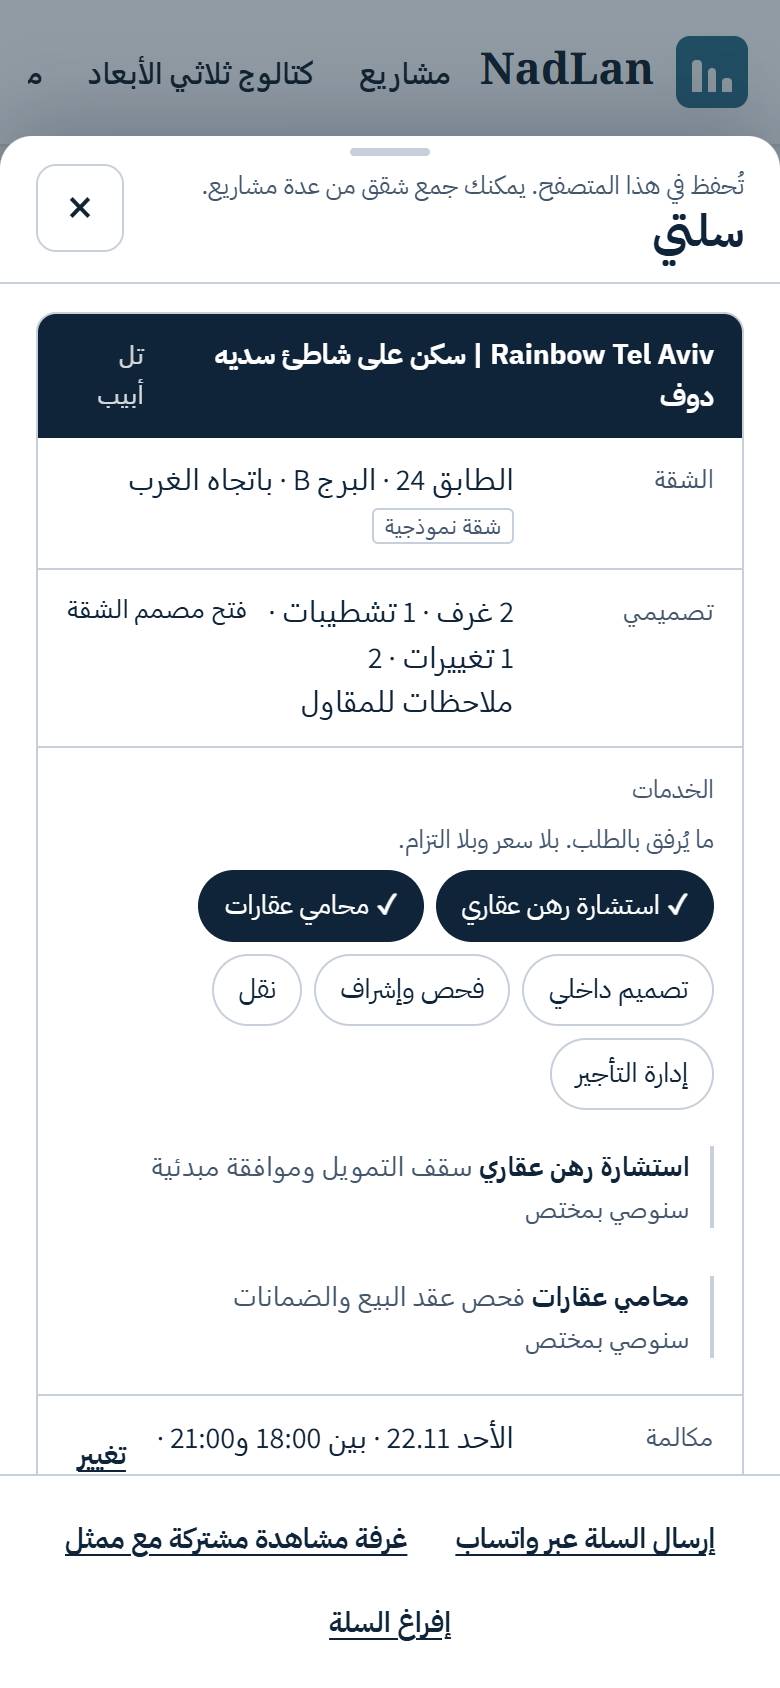 NadLan مشاريع كتالوج ثلاثي الأبعاد م
تُحفظ في هذا المتصفح. يمكنك جمع شقق من عدة مشاريع.
سلتي
×
Rainbow Tel Aviv | سكن على شاطئ سديه
دوف
تل
أبيب
الشقة
الطابق 24 · البرج B · باتجاه الغرب
شقة نموذجية
تصميمي
2 غرف · 1 تشطيبات ·
1 تغييرات · 2
ملاحظات للمقاول
فتح مصمم الشقة
الخدمات
ما يُرفق بالطلب. بلا سعر وبلا التزام.
✓ استشارة رهن عقاري
✓ محامي عقارات
تصميم داخلي
فحص وإشراف
نقل
إدارة التأجير
استشارة رهن عقاري سقف التمويل وموافقة مبدئية
سنوصي بمختص
محامي عقارات فحص عقد البيع والضمانات
سنوصي بمختص
مكالمة
الأحد 22.11 · بين 18:00 و21:00 ·
تغيير
إرسال السلة عبر واتساب
غرفة مشاهدة مشتركة مع ممثل
إفراغ السلة